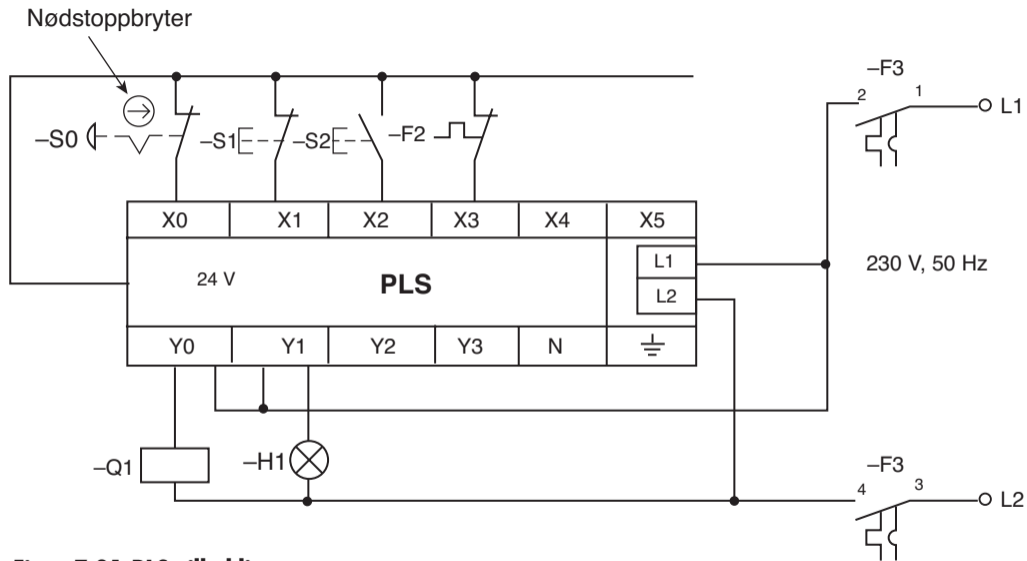 Nødstoppbryter
–F3
2 1
L1
–S0
–S1
–S2
–F2
X0 X1 X2 X3 X4 X5
24 V
PLS
L1
L2
230 V, 50 Hz
Y0 Y1 Y2 Y3 N
–Q1
–H1
–F3
4 3
L2